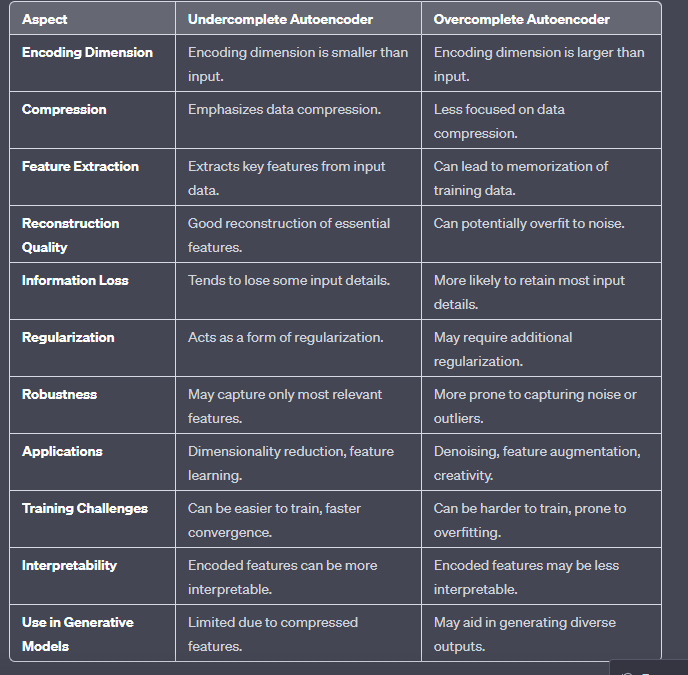 Aspect Undercomplete Autoencoder Overcomplete Autoencoder
Encoding Dimension Encoding dimension is smaller than Encoding dimension is larger than
input. input.
Compression Emphasizes data compression. Less focused on data
compression.
Feature Extraction Extracts key features from input Can lead to memorization of
data. training data.
Reconstruction Good reconstruction of essential Can potentially overfit to noise.
Quality features.
Information Loss Tends to lose some input details. More likely to retain most input
details.
Regularization Acts as a form of regularization. May require additional
regularization.
Robustness May capture only most relevant More prone to capturing noise or
features. outliers.
Applications Dimensionality reduction, feature Denoising, feature augmentation,
learning. creativity.
Training Challenges Can be easier to train, faster Can be harder to train, prone to
convergence. overfitting.
Interpretability Encoded features can be more Encoded features may be less
interpretable. interpretable.
Use in Generative Limited due to compressed May aid in generating diverse
Models features. outputs.